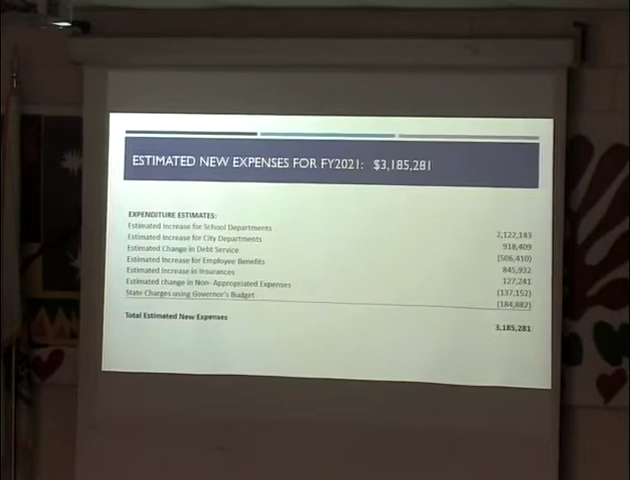 ESTIMATED NEW EXPENSES FOR FY2021: $3,185,281
EXPENDITURE ESTIMATES:
Estimated Increase for School Departments 2,122,143
Estimated Increase for City Departments 918,409
Estimated Change in Debt Service (506,410)
Estimated Increase for Employee Benefits 845,932
Estimated Increase in Insurances 127,241
Estimated change in Non- Appropriated Expenses (137,152)
State Charges using Governor's Budget (184,882)
Total Estimated New Expenses 3,185,281